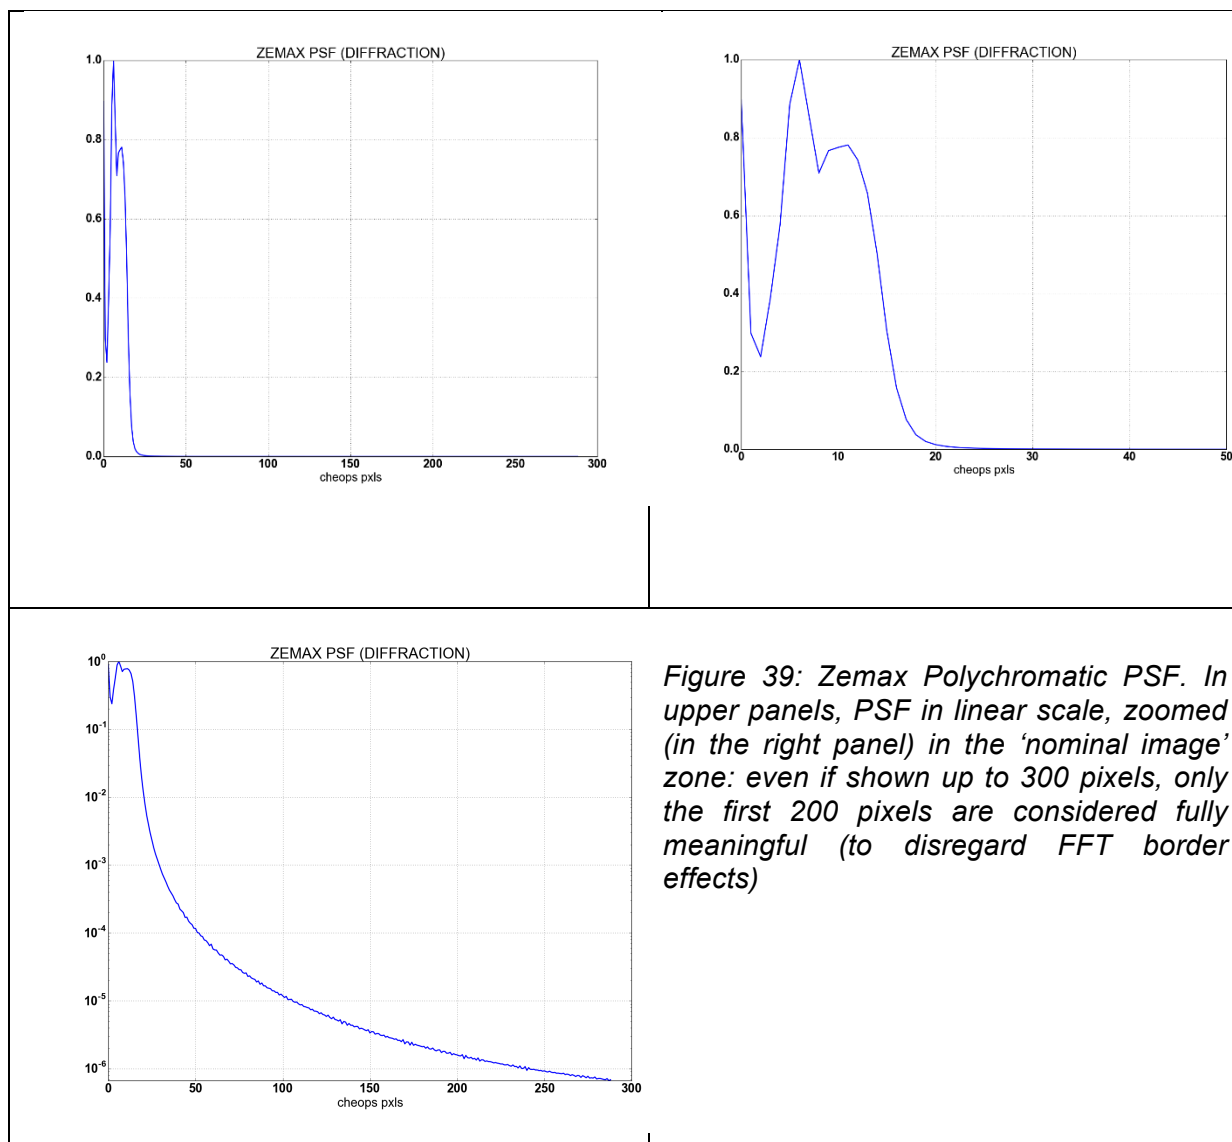 ZEMAX PSF (DIFFRACTION)
1.0
0.8
0.6
0.4
0.2
0.0
0 50 100 150 200 250 300
cheops pxls
ZEMAX PSF (DIFFRACTION)
1.0
0.8
0.6
0.4
0.2
0.0
0 10 20 30 40 50
cheops pxls
ZEMAX PSF (DIFFRACTION)
10⁰
10⁻¹
10⁻²
10⁻³
10⁻⁴
10⁻⁵
10⁻⁶
0 50 100 150 200 250 300
cheops pxls
Figure 39: Zemax Polychromatic PSF. In
upper panels, PSF in linear scale, zoomed
(in the right panel) in the ‘nominal image’
zone: even if shown up to 300 pixels, only
the first 200 pixels are considered fully
meaningful (to disregard FFT border
effects)